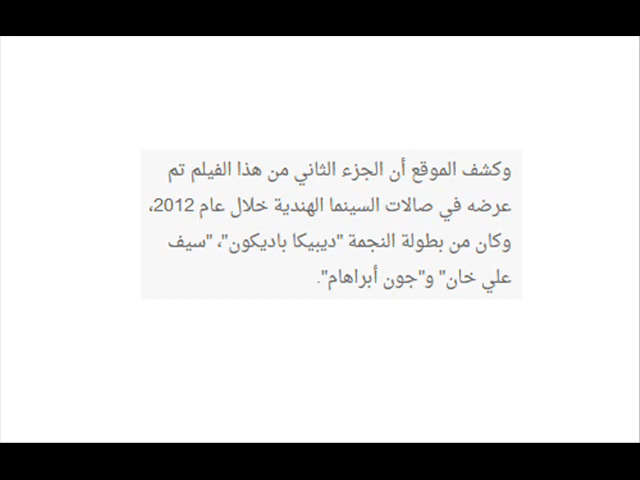 وكشف الموقع أن الجزء الثاني من هذا الفيلم تم
عرضه في صالات السينما الهندية خلال عام 2012،
وكان من بطولة النجمة "ديبيكا باديكون"، "سيف
علي خان" و"جون أبراهام".